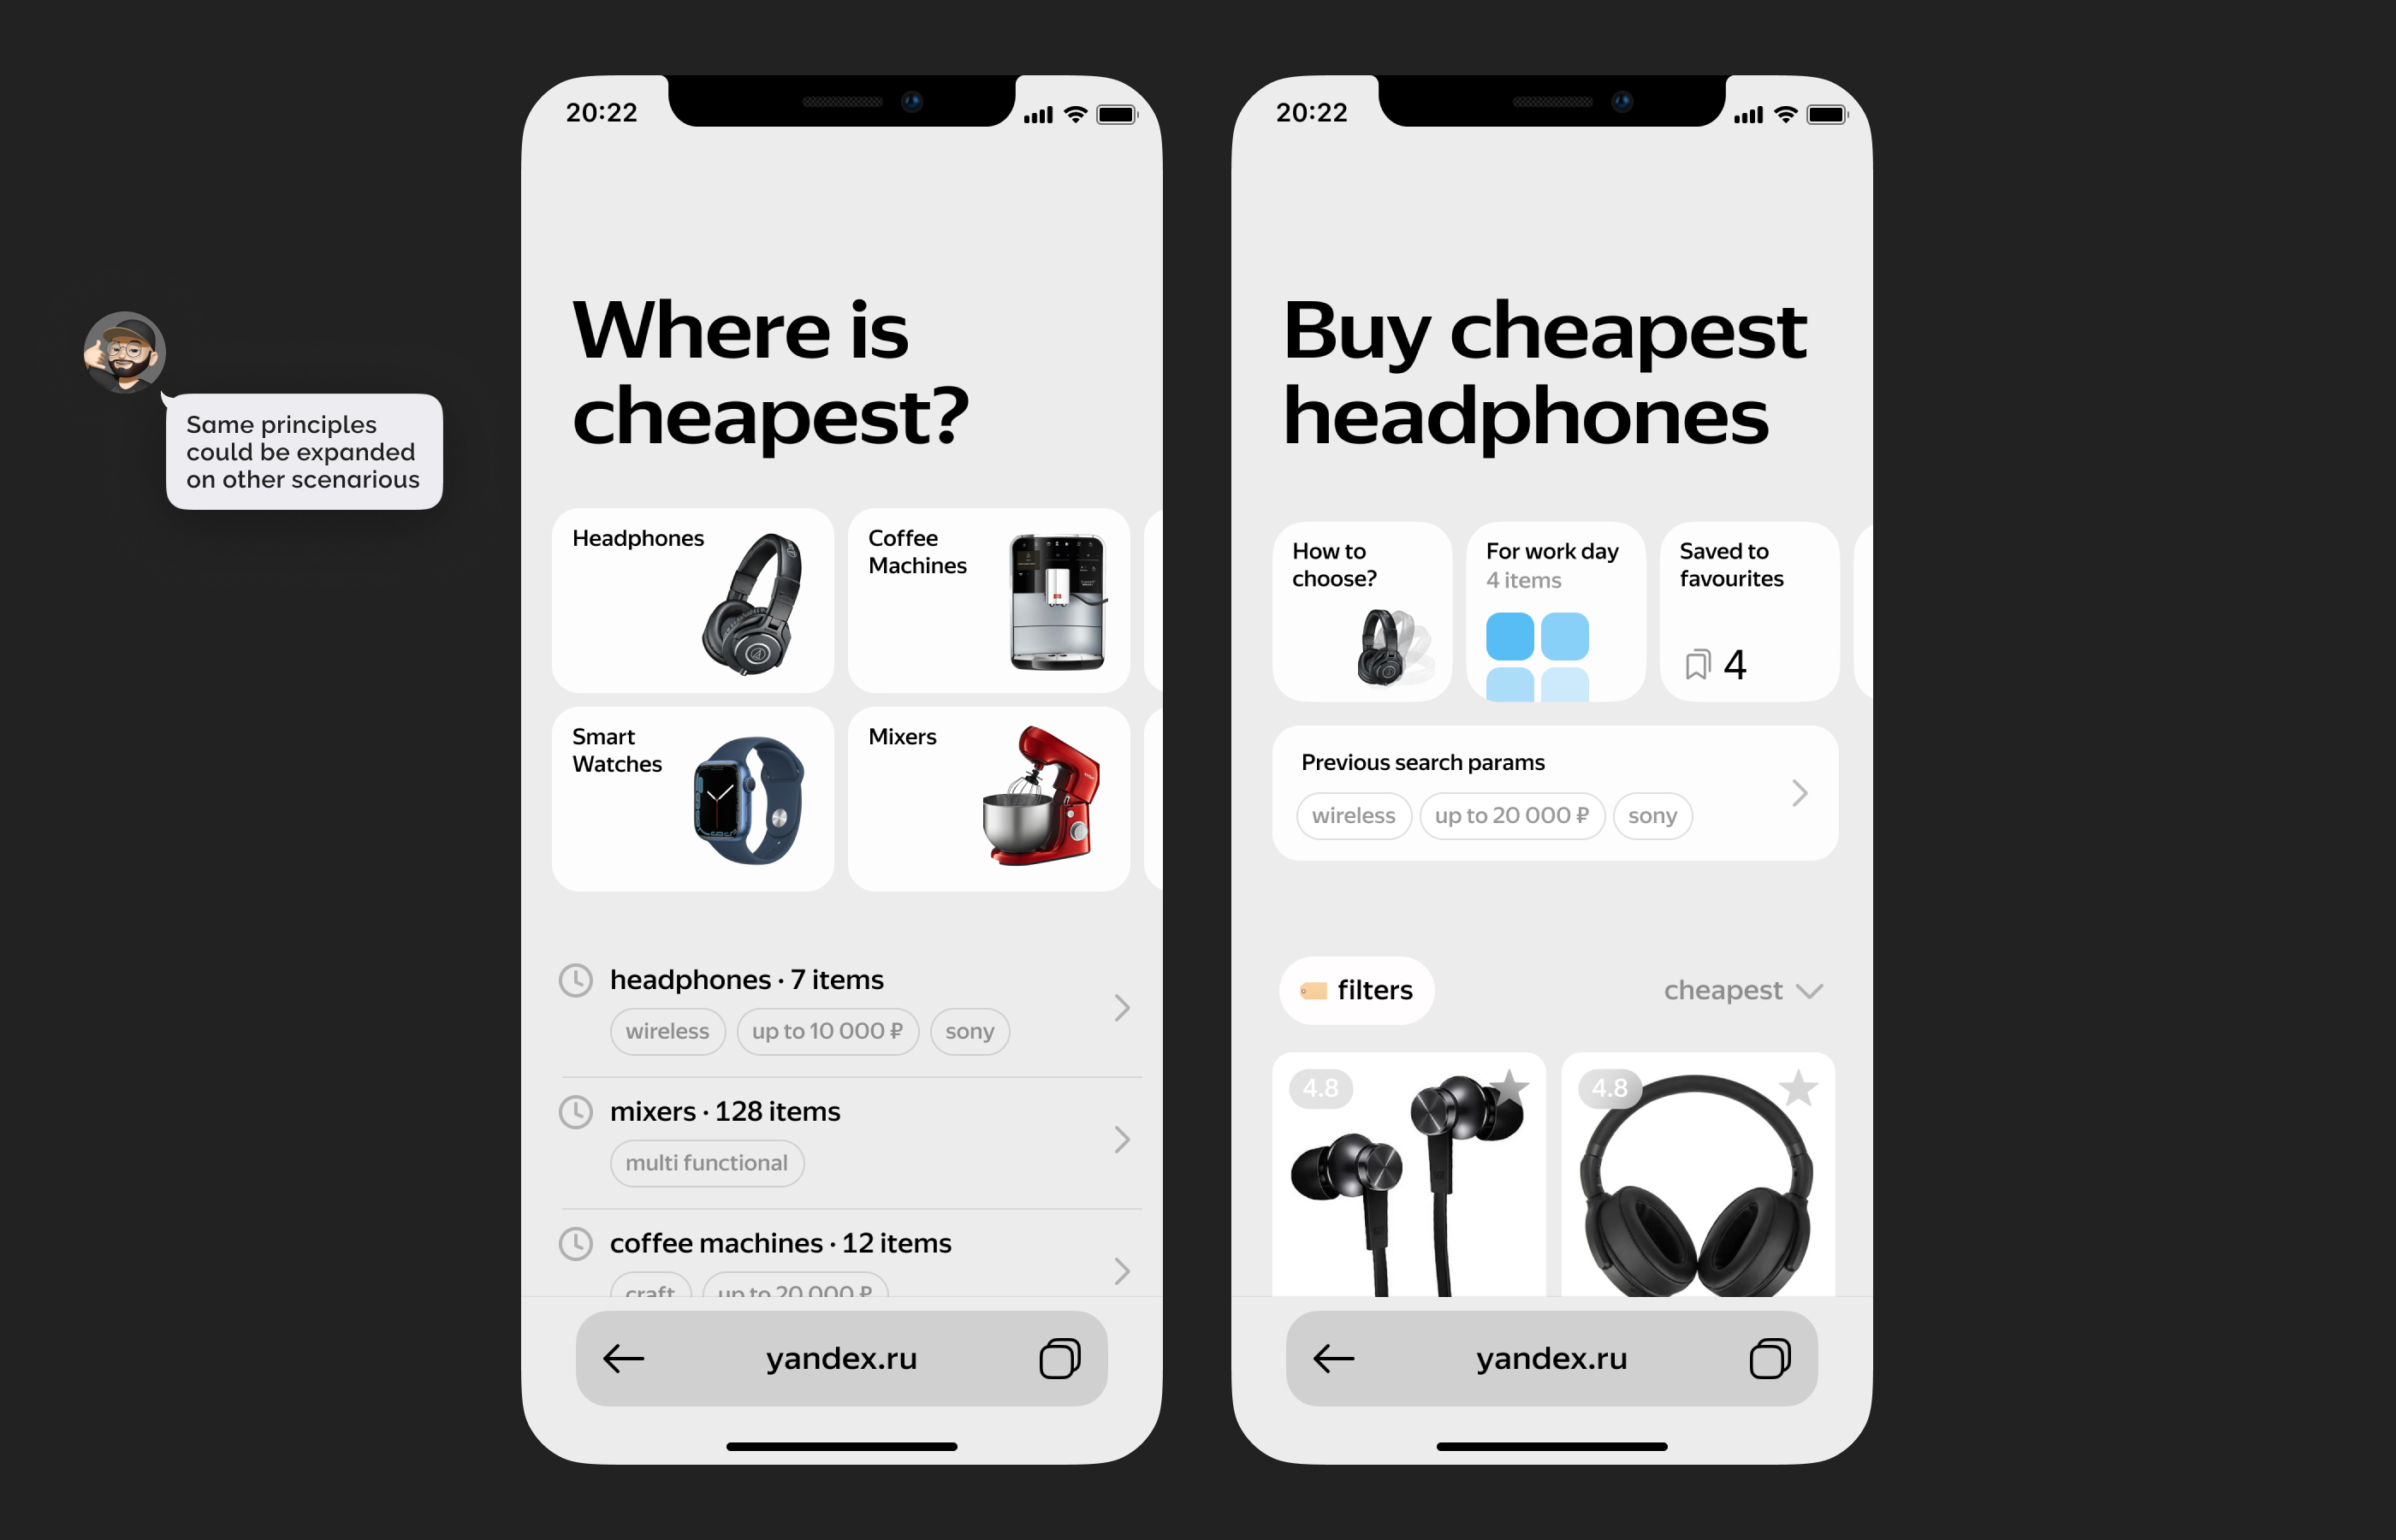 Same principles
could be expanded
on other scenarious
20:22
Where is
cheapest?
Headphones
Coffee
Machines
Smart
Watches
Mixers
headphones · 7 items
wireless
up to 10 000 ₽
sony
mixers · 128 items
multi functional
coffee machines · 12 items
craft
up to 20 000 ₽
yandex.ru
20:22
Buy cheapest
headphones
How to
choose?
For work day
4 items
Saved to
favourites
4
Previous search params
wireless
up to 20 000 ₽
sony
filters
cheapest
4.8
4.8
yandex.ru